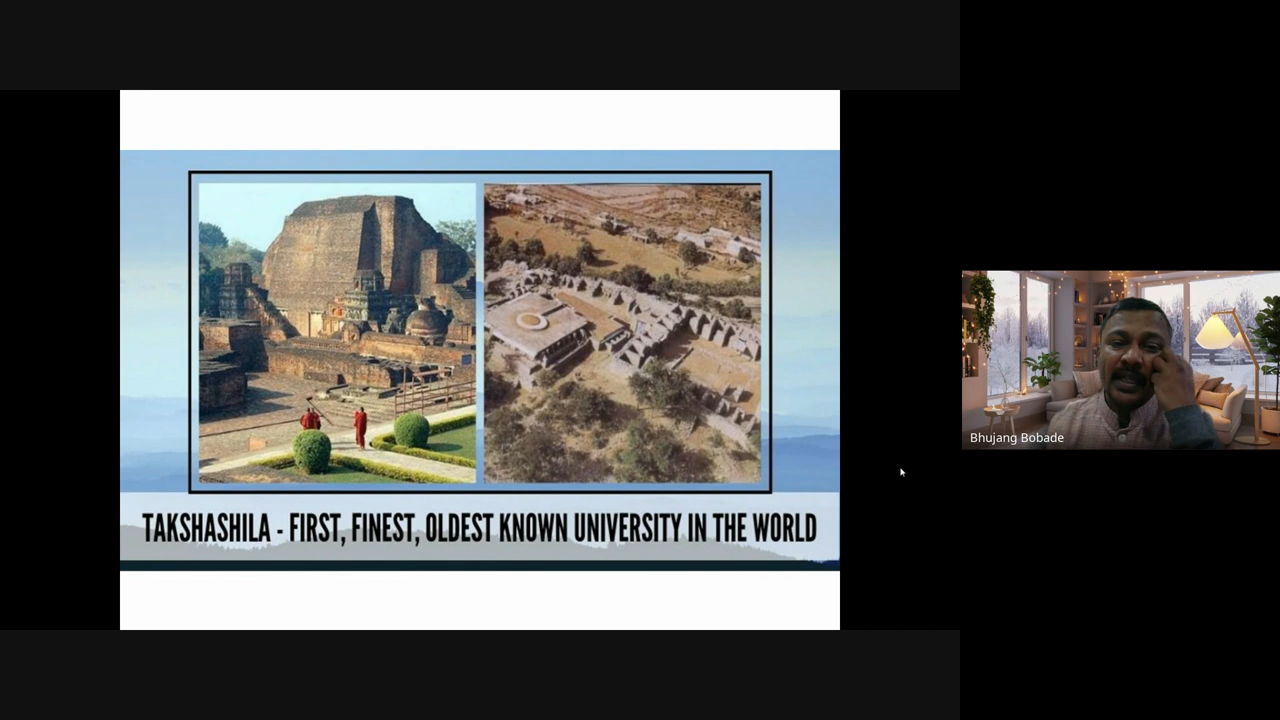 TAKSHASHILA - FIRST, FINEST, OLDEST KNOWN UNIVERSITY IN THE WORLD
Bhujang Bobade